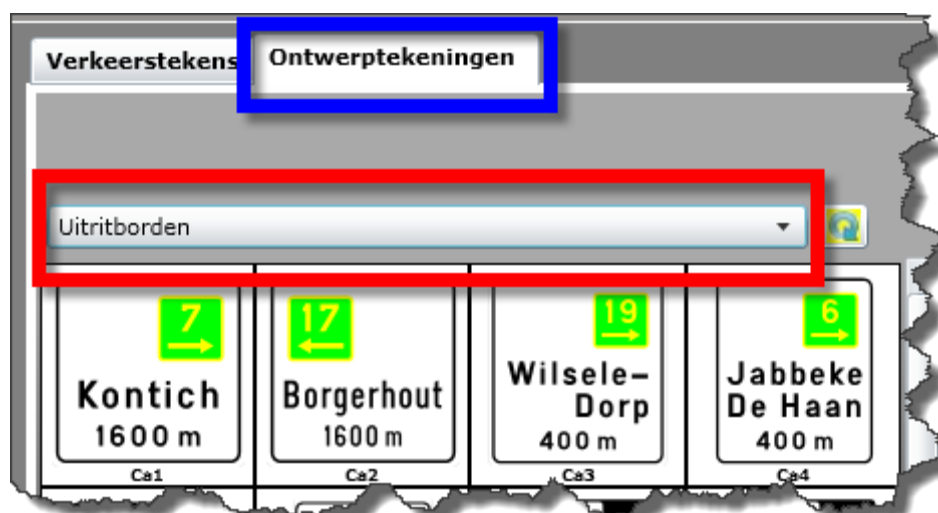 Verkeerstekens
Ontwerptekeningen
Uitritborden
7
Kontich
1600 m
Ca1
17
Borgerhout
1600 m
Ca2
19
Wilsele–
Dorp
400 m
Ca3
6
Jabbeke
De Haan
400 m
Ca4